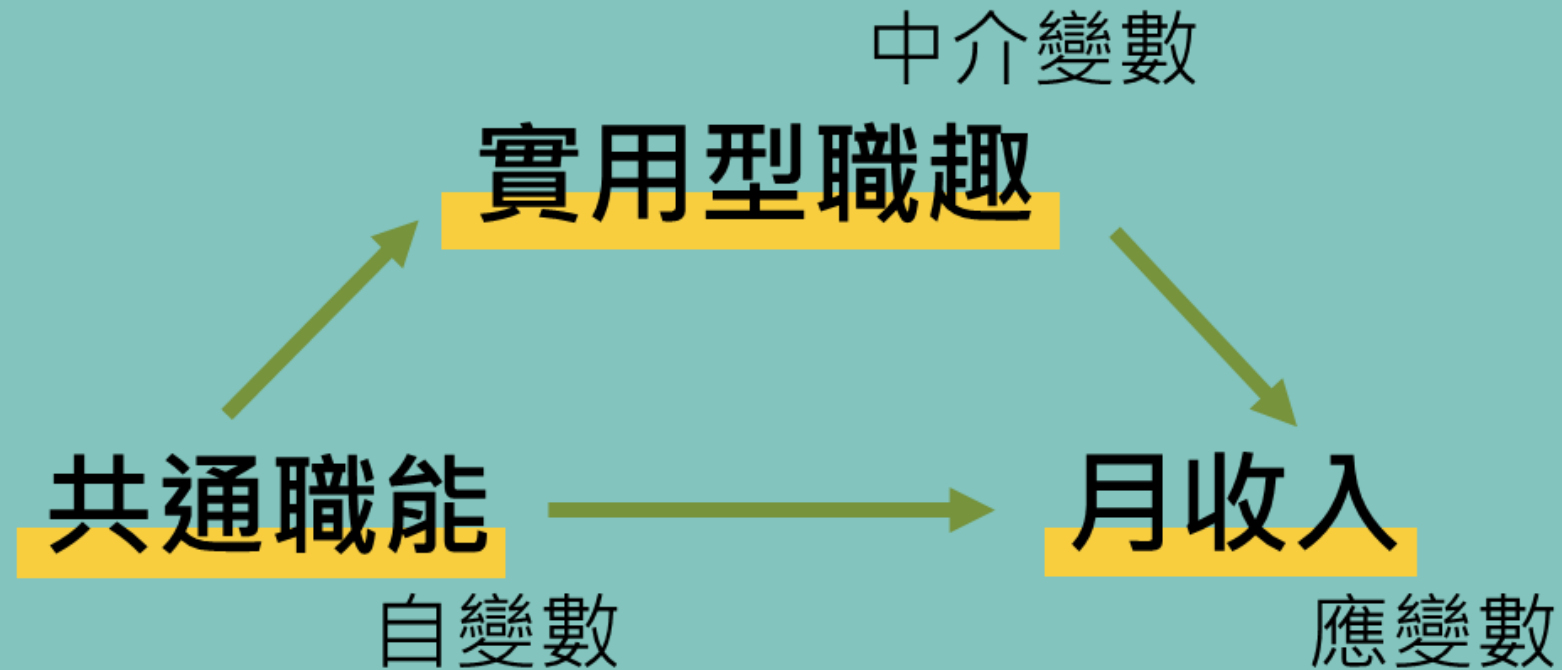 中介變數
實用型職趣
共通職能
月收入
自變數
應變數